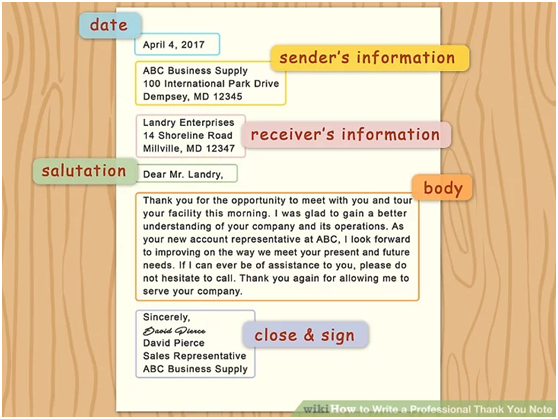 date
April 4, 2017
sender's information
ABC Business Supply
100 International Park Drive
Dempsey, MD 12345
receiver's information
Landry Enterprises
14 Shoreline Road
Millville, MD 12347
salutation
Dear Mr. Landry,
body
Thank you for the opportunity to meet with you and tour
your facility this morning. I was glad to gain a better
understanding of your company and its operations. As
your new account representative at ABC, I look forward
to improving on the way we meet your present and future
needs. If I can ever be of assistance to you, please do
not hesitate to call. Thank you again for allowing me to
serve your company.
close & sign
Sincerely,
David Pierce
David Pierce
Sales Representative
ABC Business Supply
wikiHow to Write a Professional Thank You Note